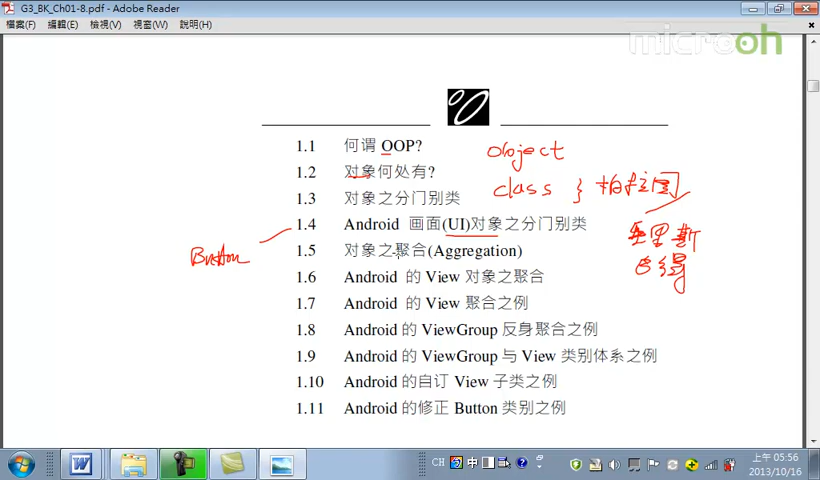 G3_BK_Ch01-8.pdf - Adobe Reader
檔案(F) 編輯(E) 檢視(V) 視窗(W) 說明(H)
microoh
1.1 何谓 OOP?
object
1.2 对象何处有?
class }
1.3 对象之分门别类
1.4 Android 画面(UI)对象之分门别类
Button
1.5 对象之聚合(Aggregation)
1.6 Android 的 View 对象之聚合
1.7 Android 的 View 聚合之例
1.8 Android 的 ViewGroup 反身聚合之例
1.9 Android 的 ViewGroup 与 View 类别体系之例
1.10 Android 的自订 View 子类之例
1.11 Android 的修正 Button 类别之例
CH 中
上午 05:56
2013/10/16